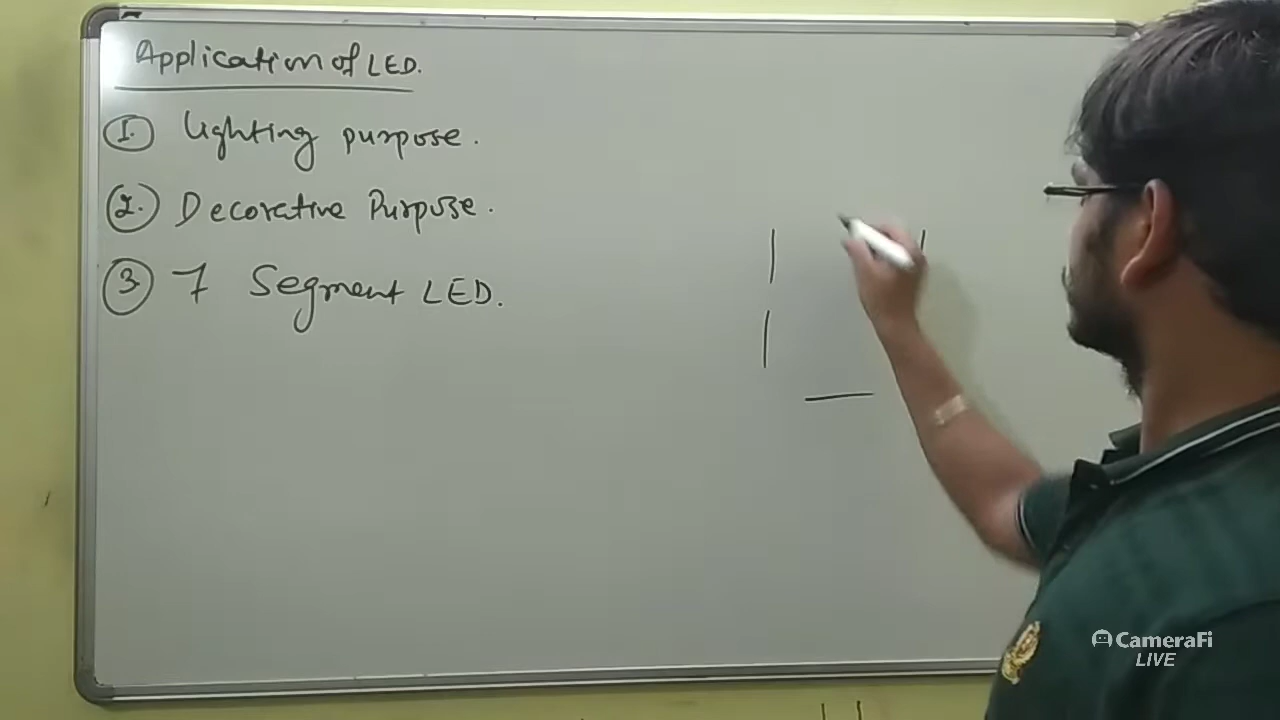 Application of LED.
1. Lighting purpose.
2. Decorative Purpose.
3 7 Segment LED.
CameraFi
LIVE